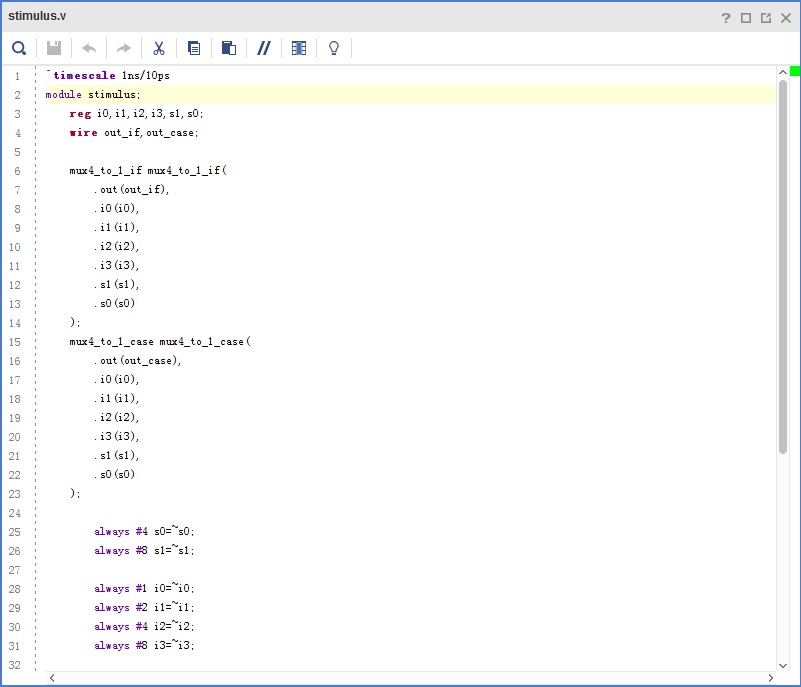 stimulus.v
1 `timescale 1ns/10ps
2 module stimulus;
3 reg i0,i1,i2,i3,s1,s0;
4 wire out_if,out_case;
5
6 mux4_to_1_if mux4_to_1_if(
7 .out(out_if),
8 .i0(i0),
9 .i1(i1),
10 .i2(i2),
11 .i3(i3),
12 .s1(s1),
13 .s0(s0)
14 );
15 mux4_to_1_case mux4_to_1_case(
16 .out(out_case),
17 .i0(i0),
18 .i1(i1),
19 .i2(i2),
20 .i3(i3),
21 .s1(s1),
22 .s0(s0)
23 );
24
25 always #4 s0=~s0;
26 always #8 s1=~s1;
27
28 always #1 i0=~i0;
29 always #2 i1=~i1;
30 always #4 i2=~i2;
31 always #8 i3=~i3;
32